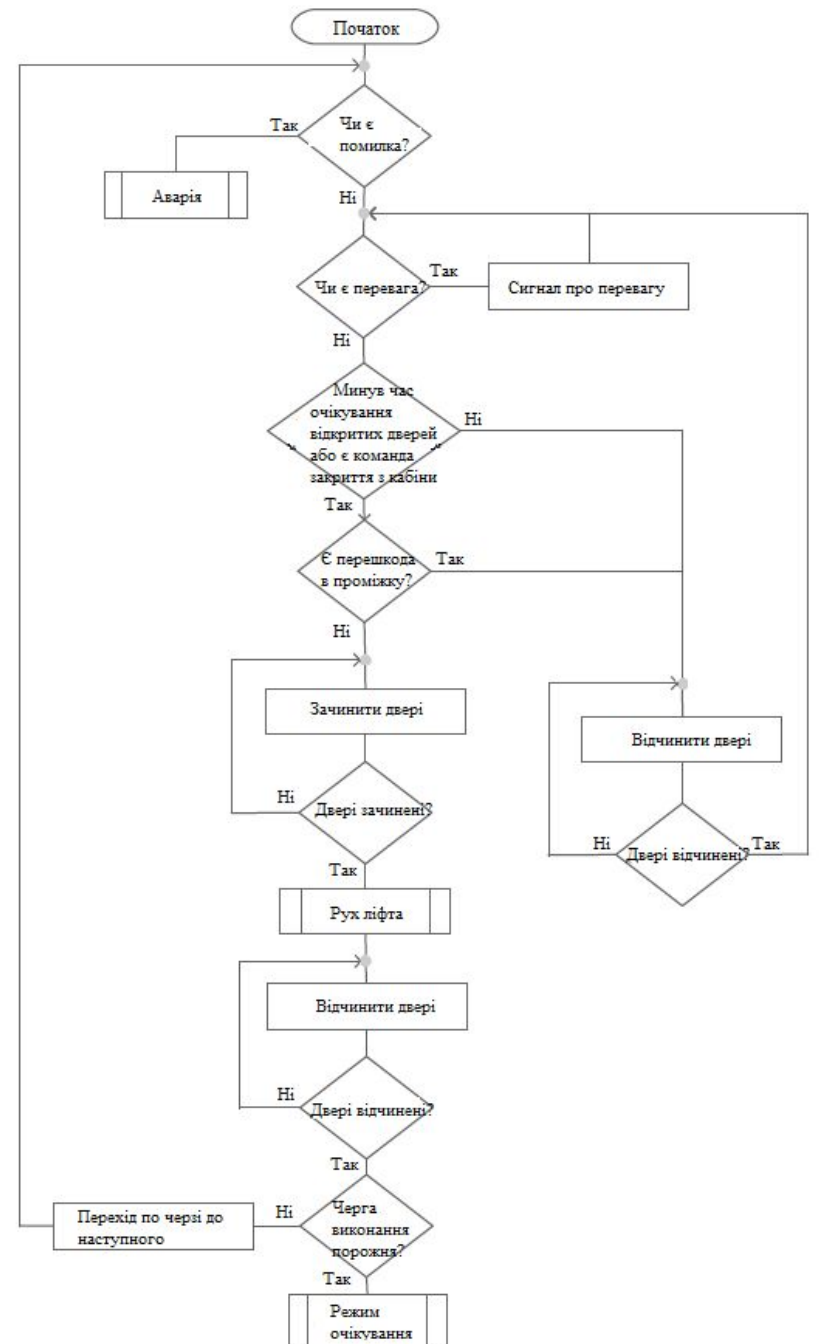 Початок
Так
Чи є
помилка?
Аварія
Ні
Чи є перевага?
Так
Сигнал про перевагу
Ні
Минув час
очікування
відкритих дверей
або є команда
закриття з кабіни
Ні
Так
Є перешкода
в проміжку?
Так
Ні
Зачинити двері
Відчинити двері
Ні
Двері зачинені?
Ні
Двері відчинені?
Так
Так
Рух ліфта
Відчинити двері
Ні
Двері відчинені?
Так
Перехід по черзі до
наступного
Ні
Черга
виконання
порожня?
Так
Режим
очікування